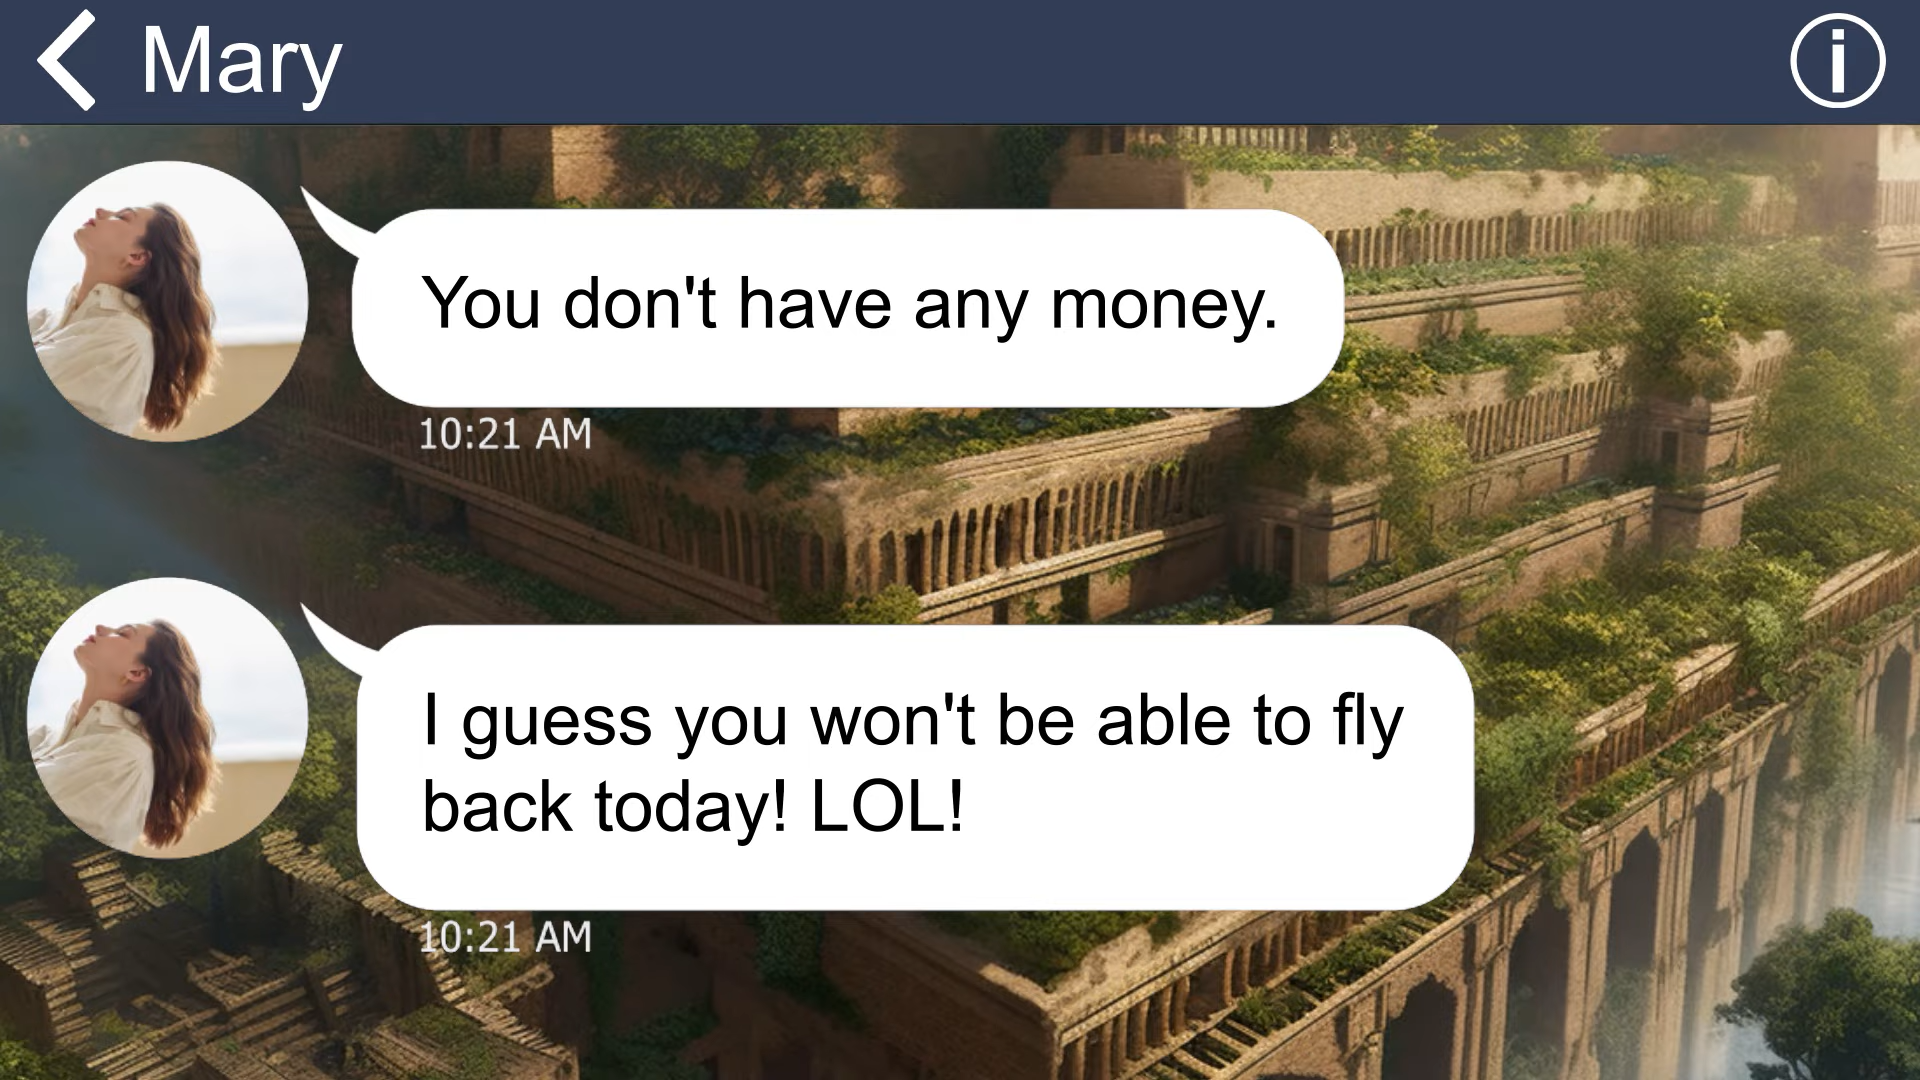 Mary
You don't have any money.
10:21 AM
I guess you won't be able to fly
back today! LOL!
10:21 AM